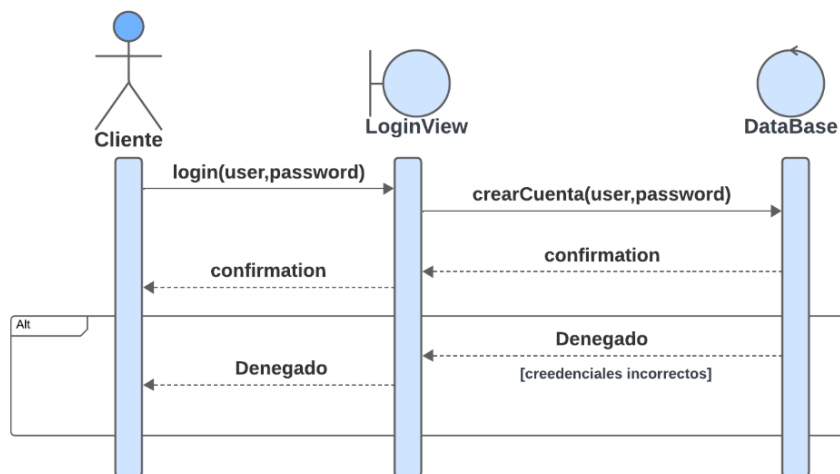 Cliente
LoginView
DataBase
login(user,password)
crearCuenta(user,password)
confirmation
confirmation
Alt
Denegado
[creedenciales incorrectos]
Denegado